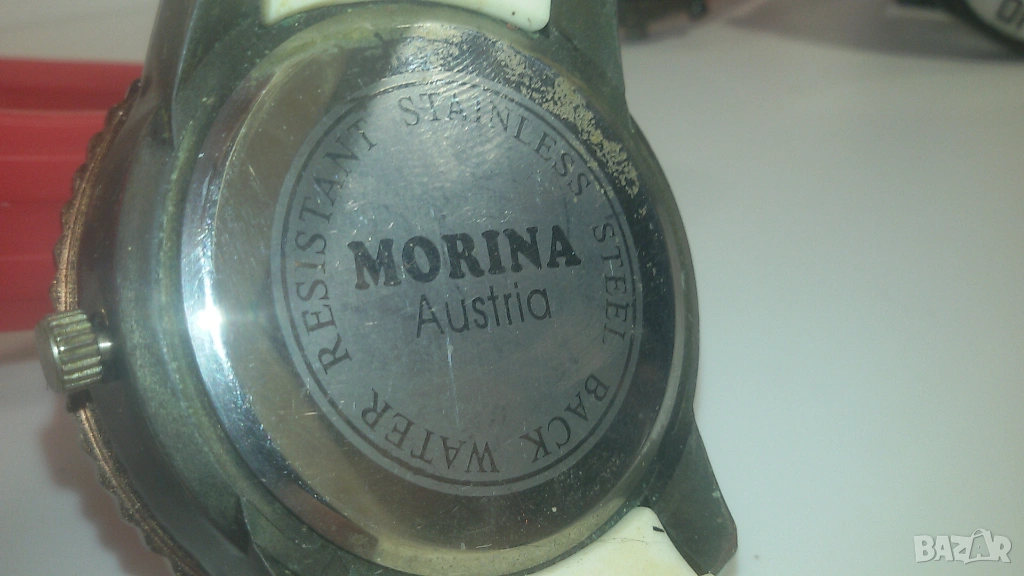 MORINA
Austria
WATER RESISTANT STAINLESS STEEL BACK
BAZAR